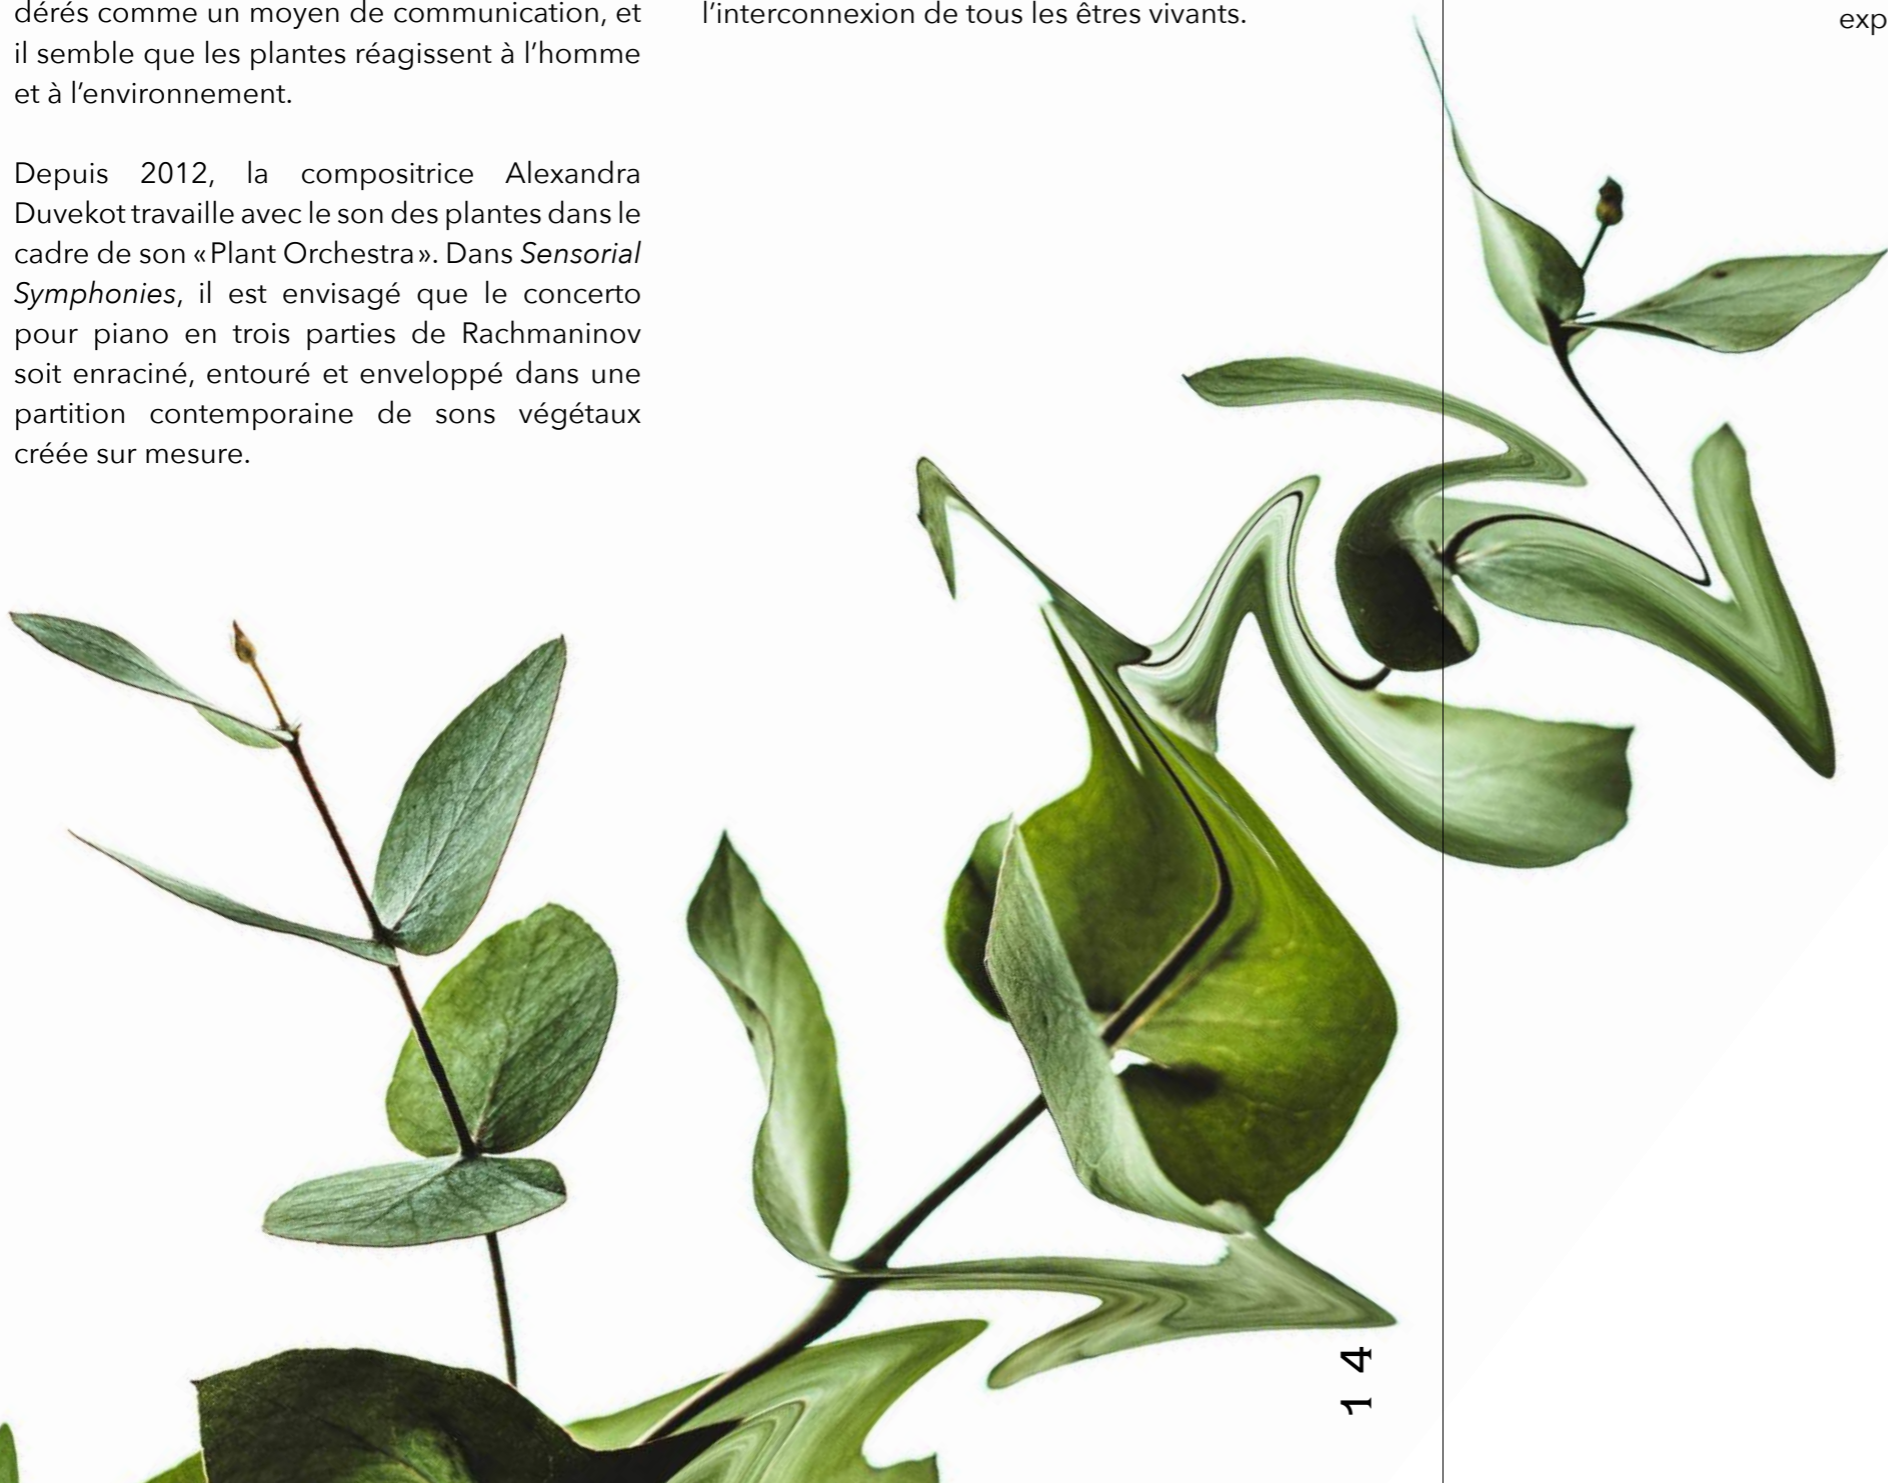 dérés comme un moyen de communication, et
il semble que les plantes réagissent à l’homme
et à l’environnement.
Depuis 2012, la compositrice Alexandra
Duvekot travaille avec le son des plantes dans le
cadre de son «Plant Orchestra». Dans Sensorial
Symphonies, il est envisagé que le concerto
pour piano en trois parties de Rachmaninov
soit enraciné, entouré et enveloppé dans une
partition contemporaine de sons végétaux
créée sur mesure.
l’interconnexion de tous les êtres vivants.
exp
14